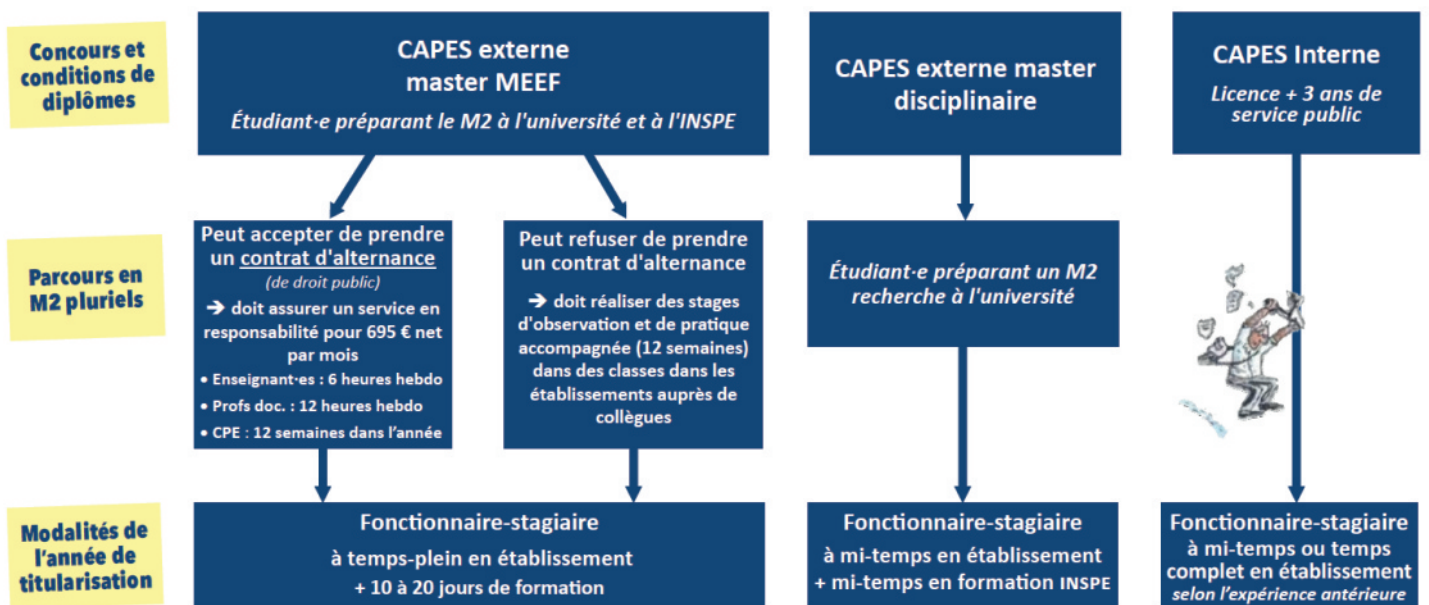 Concours et
conditions de
diplômes
CAPES externe
master MEEF
Étudiant·e préparant le M2 à l'université et à l'INSPE
CAPES externe master
disciplinaire
CAPES Interne
Licence + 3 ans de
service public
Parcours en
M2 pluriels
Peut accepter de prendre
un contrat d'alternance
(de droit public)
➔ doit assurer un service en
responsabilité pour 695 € net
par mois
• Enseignant·es : 6 heures hebdo
• Profs doc. : 12 heures hebdo
• CPE : 12 semaines dans l'année
Peut refuser de prendre
un contrat d'alternance
➔ doit réaliser des stages
d'observation et de pratique
accompagnée (12 semaines)
dans des classes dans les
établissements auprès de
collègues
Étudiant·e préparant un M2
recherche à l'université
Modalités de
l'année de
titularisation
Fonctionnaire-stagiaire
à temps-plein en établissement
+ 10 à 20 jours de formation
Fonctionnaire-stagiaire
à mi-temps en établissement
+ mi-temps en formation INSPE
Fonctionnaire-stagiaire
à mi-temps ou temps
complet en établissement
selon l'expérience antérieure